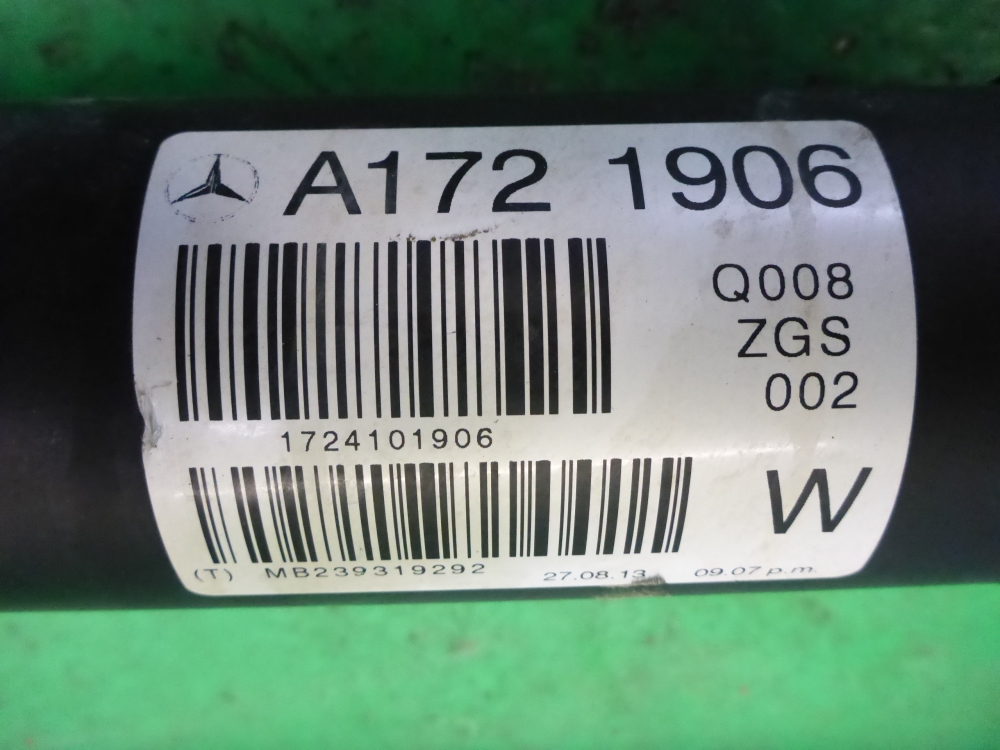 A172 1906
Q008
ZGS
002
1724101906
W
(T) MB239319292 27.08.13 09.07 p.m.